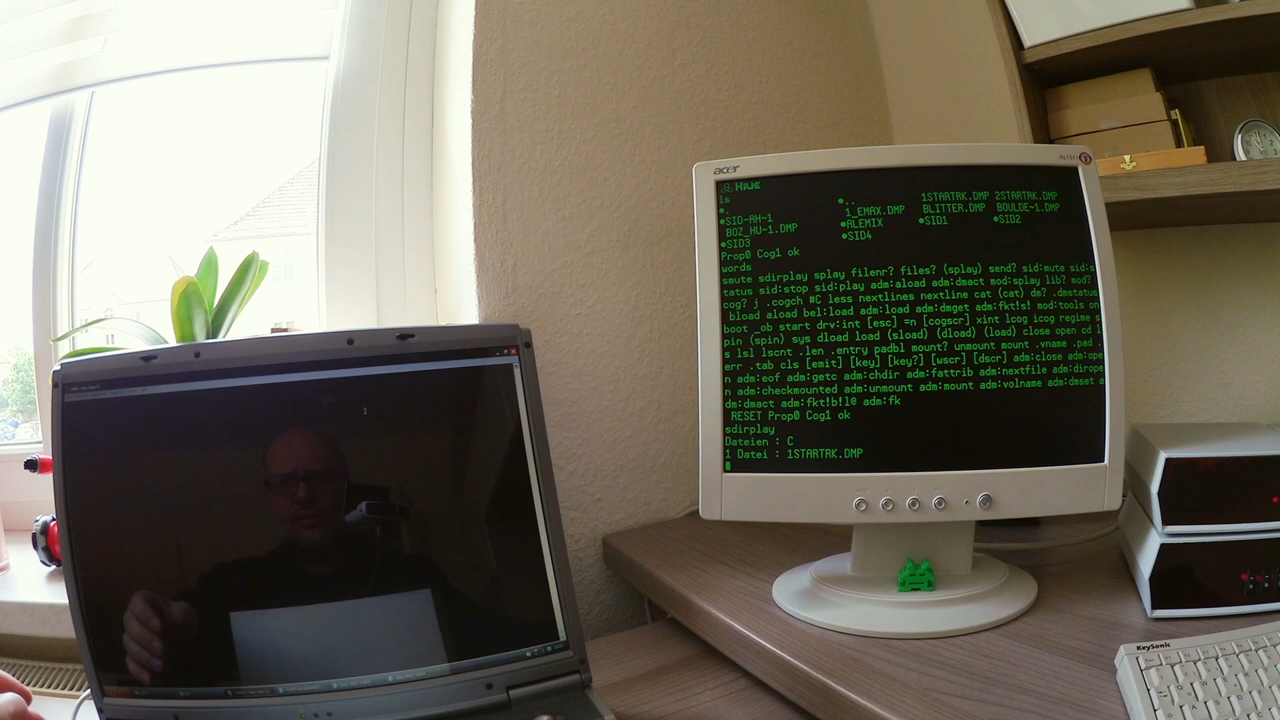 acer
AL1511
Hive
ls
•. •.. 1STARTRK.DMP 2STARTRK.DMP
•SID-AH~1 1_EMAX.DMP BLITTER.DMP BOULDE~1.DMP
BOZ_HU~1.DMP •ALEMIX •SID1 •SID2
•SID3 •SID4
Prop0 Cog1 ok
words
smute sdirplay splay filenr? files? (splay) send? sid:mute sid:s
tatus sid:stop sid:play adm:aload adm:dmact mod:splay lib? mod?
cog? j .cogch #C less nextlines nextline cat (cat) dm? .dmstatus
bload aload bel:load adm:load adm:dmget adm:fkt!s! mod:tools on
boot _ob start drv:int [esc] =n [cogscr] xint lcog icog regime s
pin (spin) sys dload load (sload) (dload) (load) close open cd l
s lsl lscnt .len .entry padbl mount? unmount mount .vname .pad .
err .tab cls [emit] [key] [key?] [wscr] [dscr] adm:close adm:ope
n adm:eof adm:getc adm:chdir adm:fattrib adm:nextfile adm:dirope
n adm:checkmounted adm:unmount adm:mount adm:volname adm:dmset a
dm:dmact adm:fkt!b!l@ adm:fk
RESET Prop0 Cog1 ok
sdirplay
Dateien : C
1 Datei : 1STARTRK.DMP
KeySonic